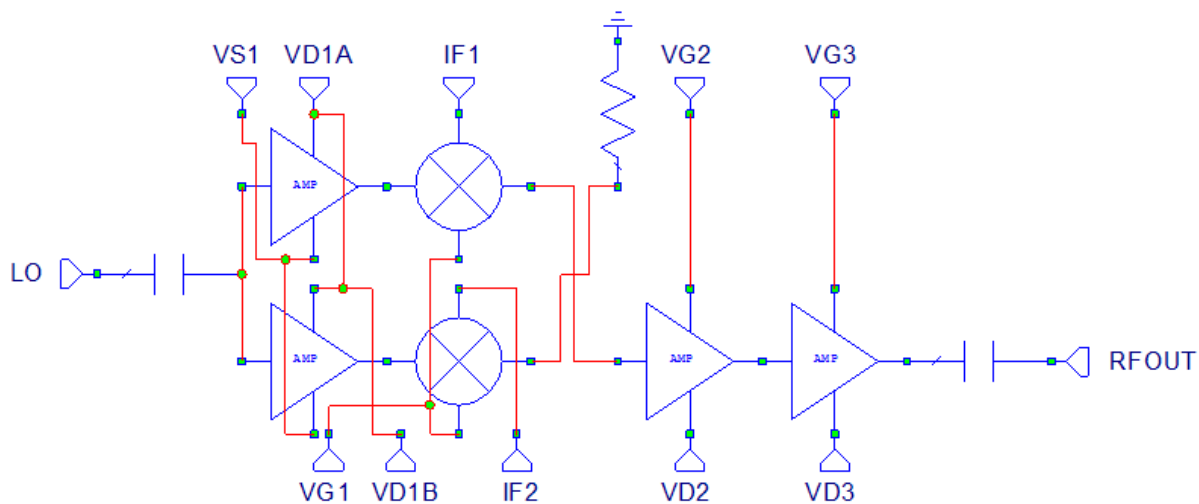 VS1 VD1A IF1 VG2 VG3
AMP
LO
AMP AMP AMP RFOUT
VG1 VD1B IF2 VD2 VD3